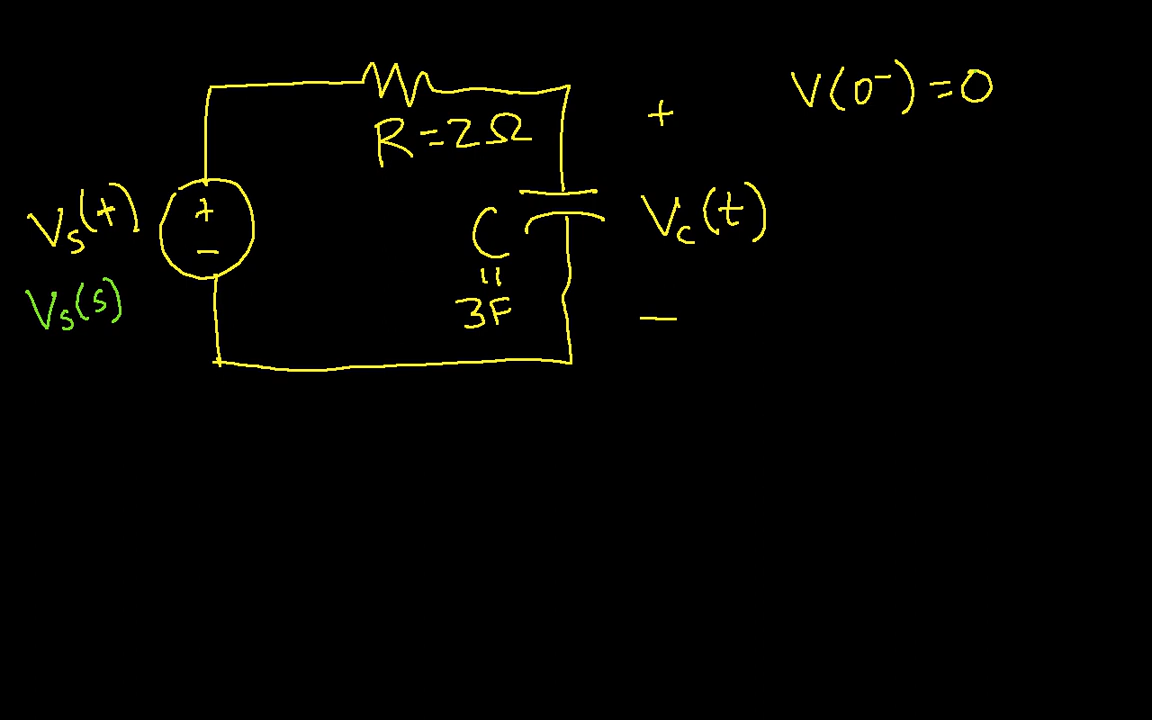 V(0⁻)=0
+
R=2Ω
Vs(t)
+
−
C
"
3F
Vc(t)
−
Vs(s)